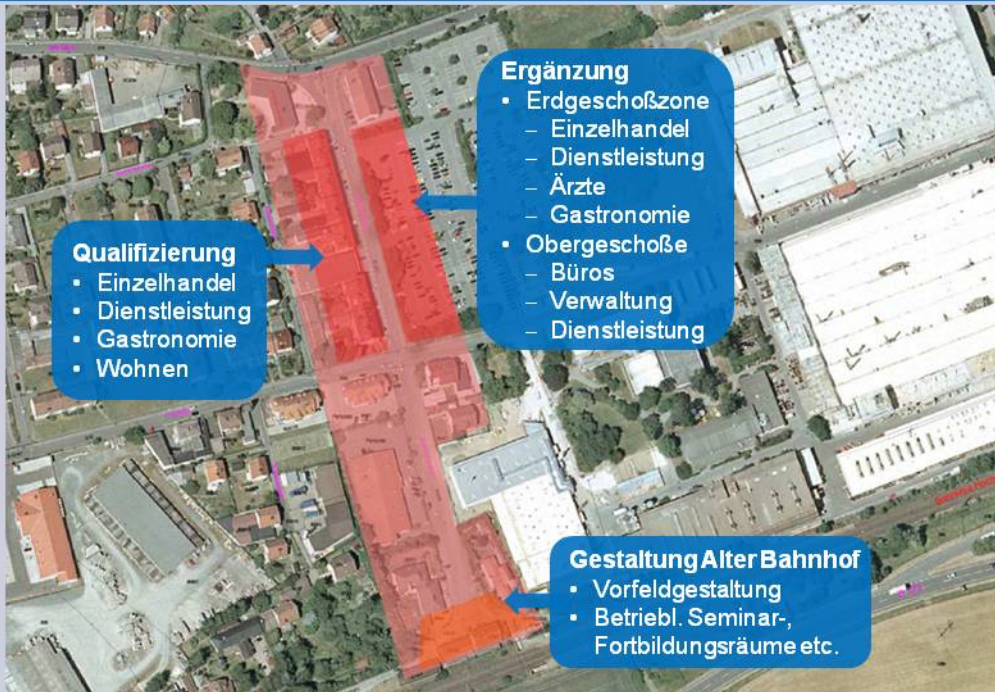 Ergänzung
• Erdgeschoßzone
– Einzelhandel
– Dienstleistung
– Ärzte
– Gastronomie
• Obergeschoße
– Büros
– Verwaltung
– Dienstleistung
Qualifizierung
• Einzelhandel
• Dienstleistung
• Gastronomie
• Wohnen
Gestaltung Alter Bahnhof
• Vorfeldgestaltung
• Betriebl. Seminar-,
Fortbildungsräume etc.